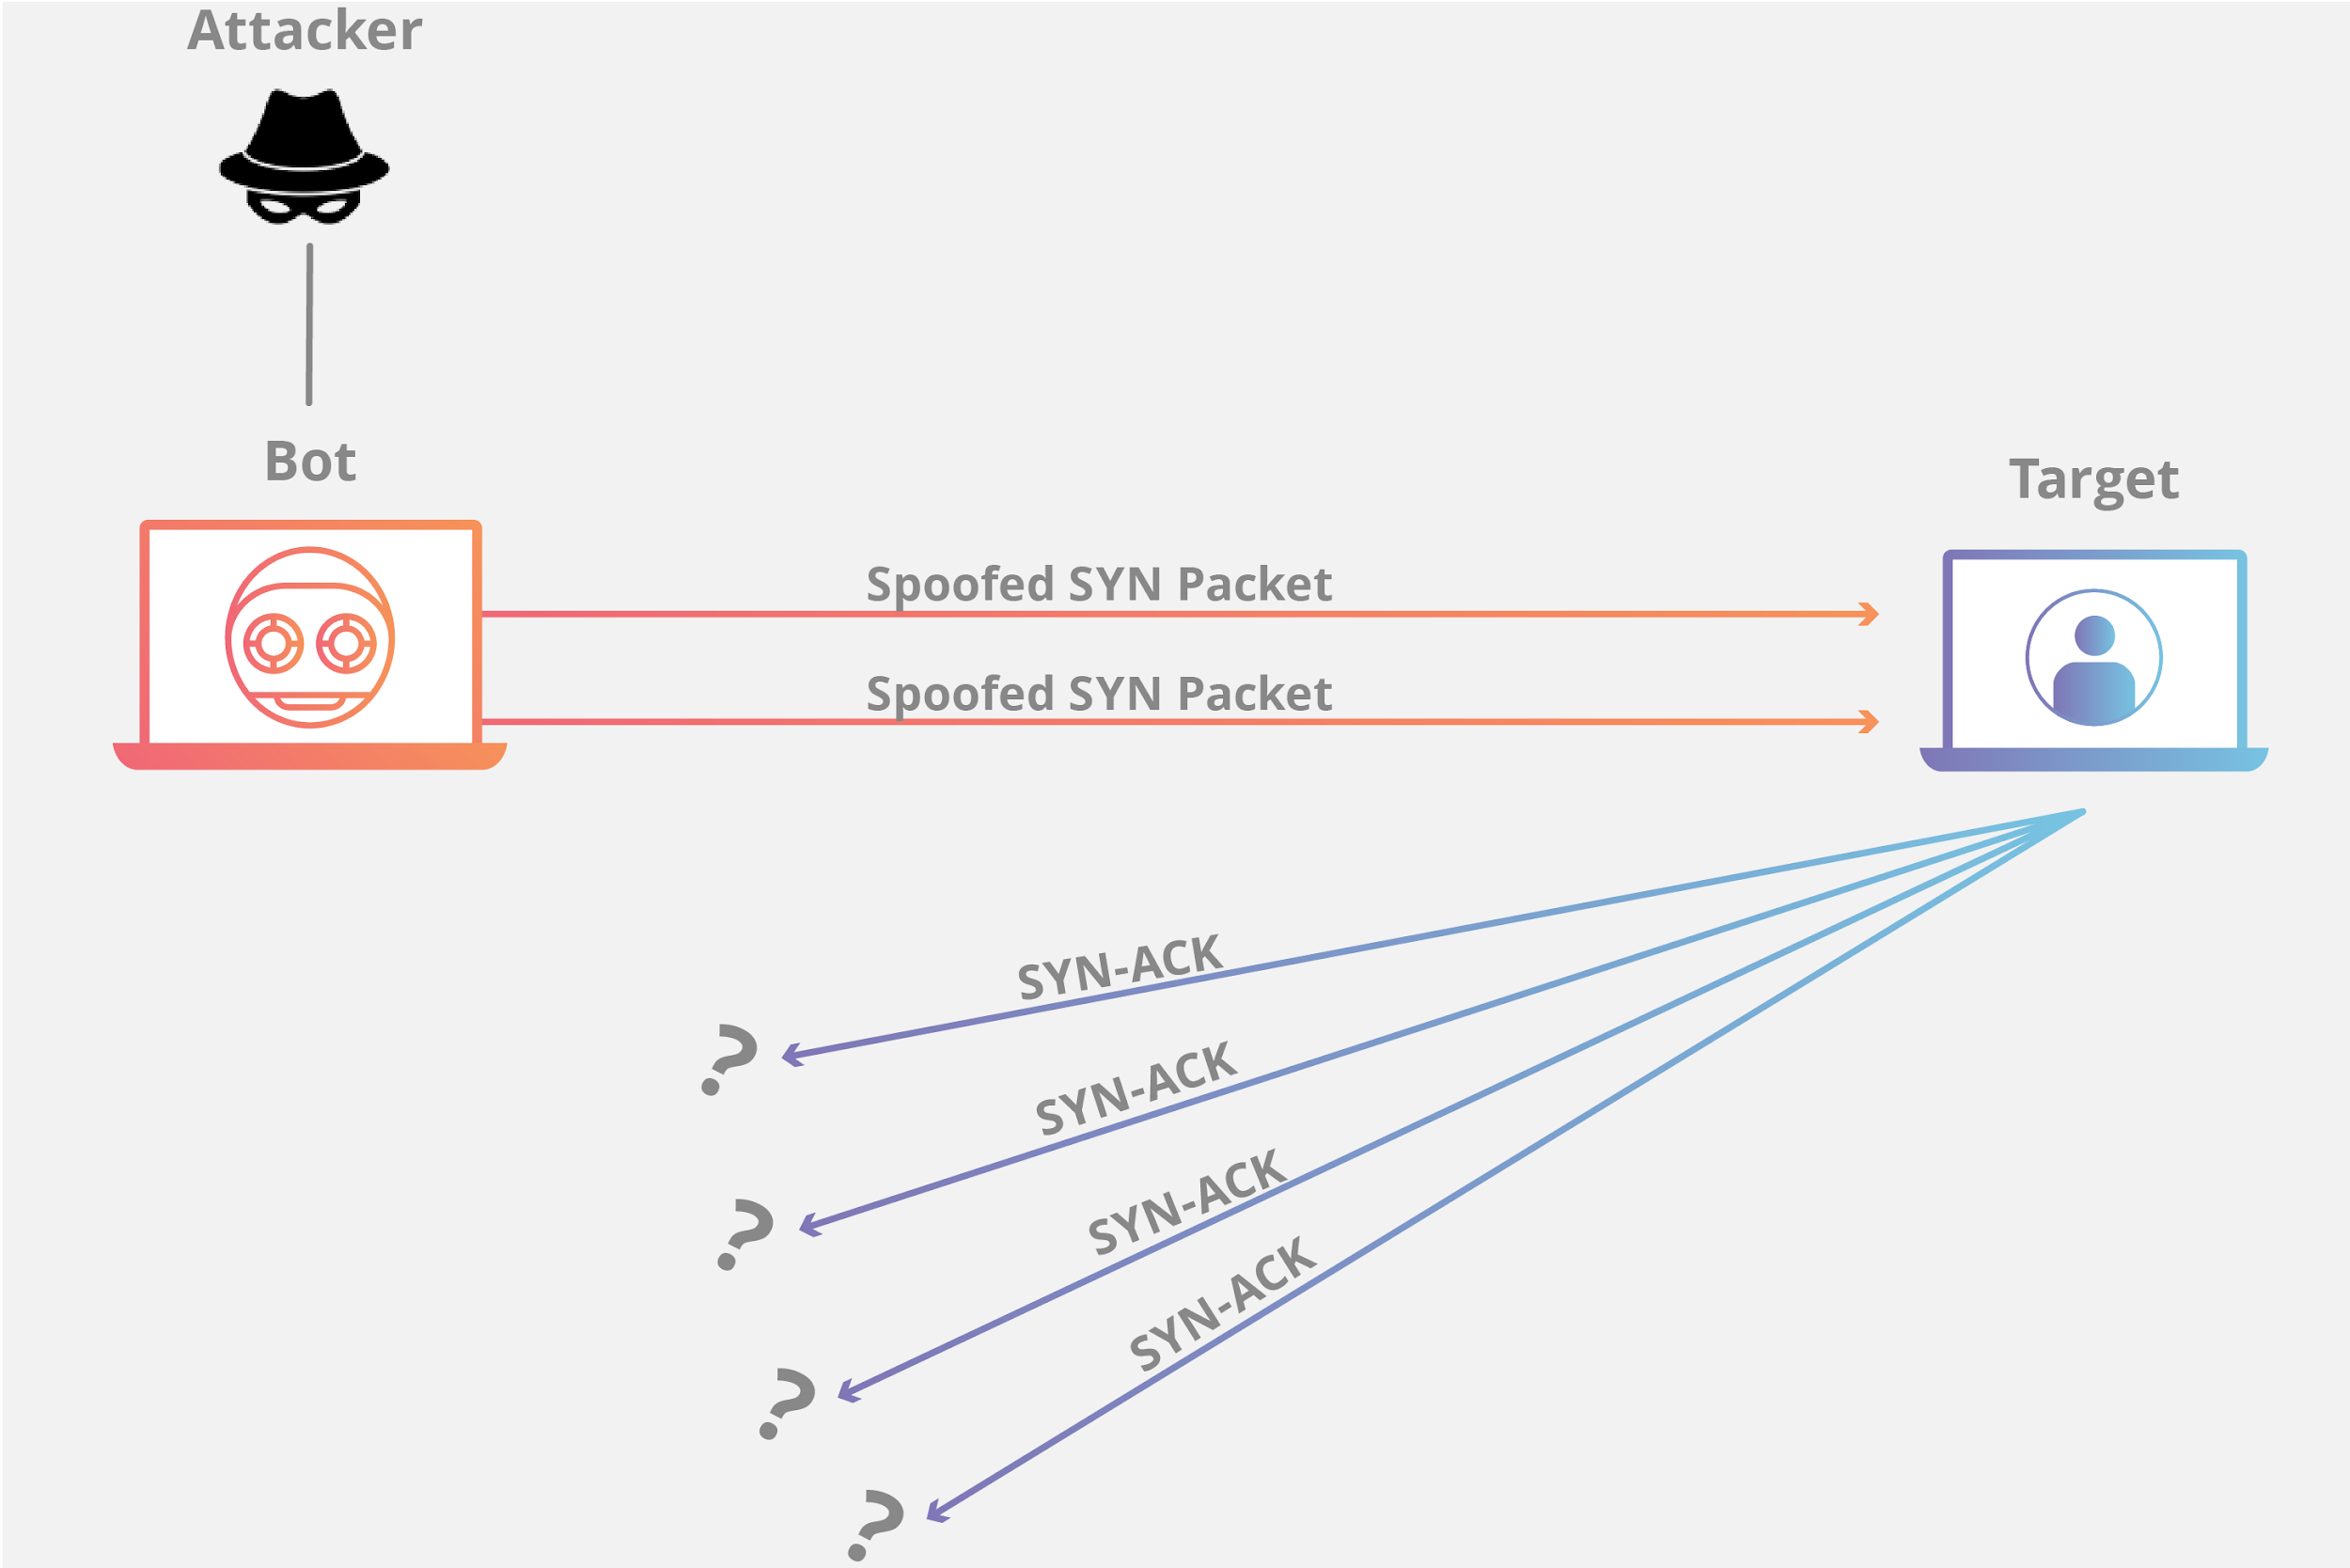 Attacker
Bot
Target
Spoofed SYN Packet
Spoofed SYN Packet
SYN-ACK
?
SYN-ACK
?
SYN-ACK
?
SYN-ACK
?